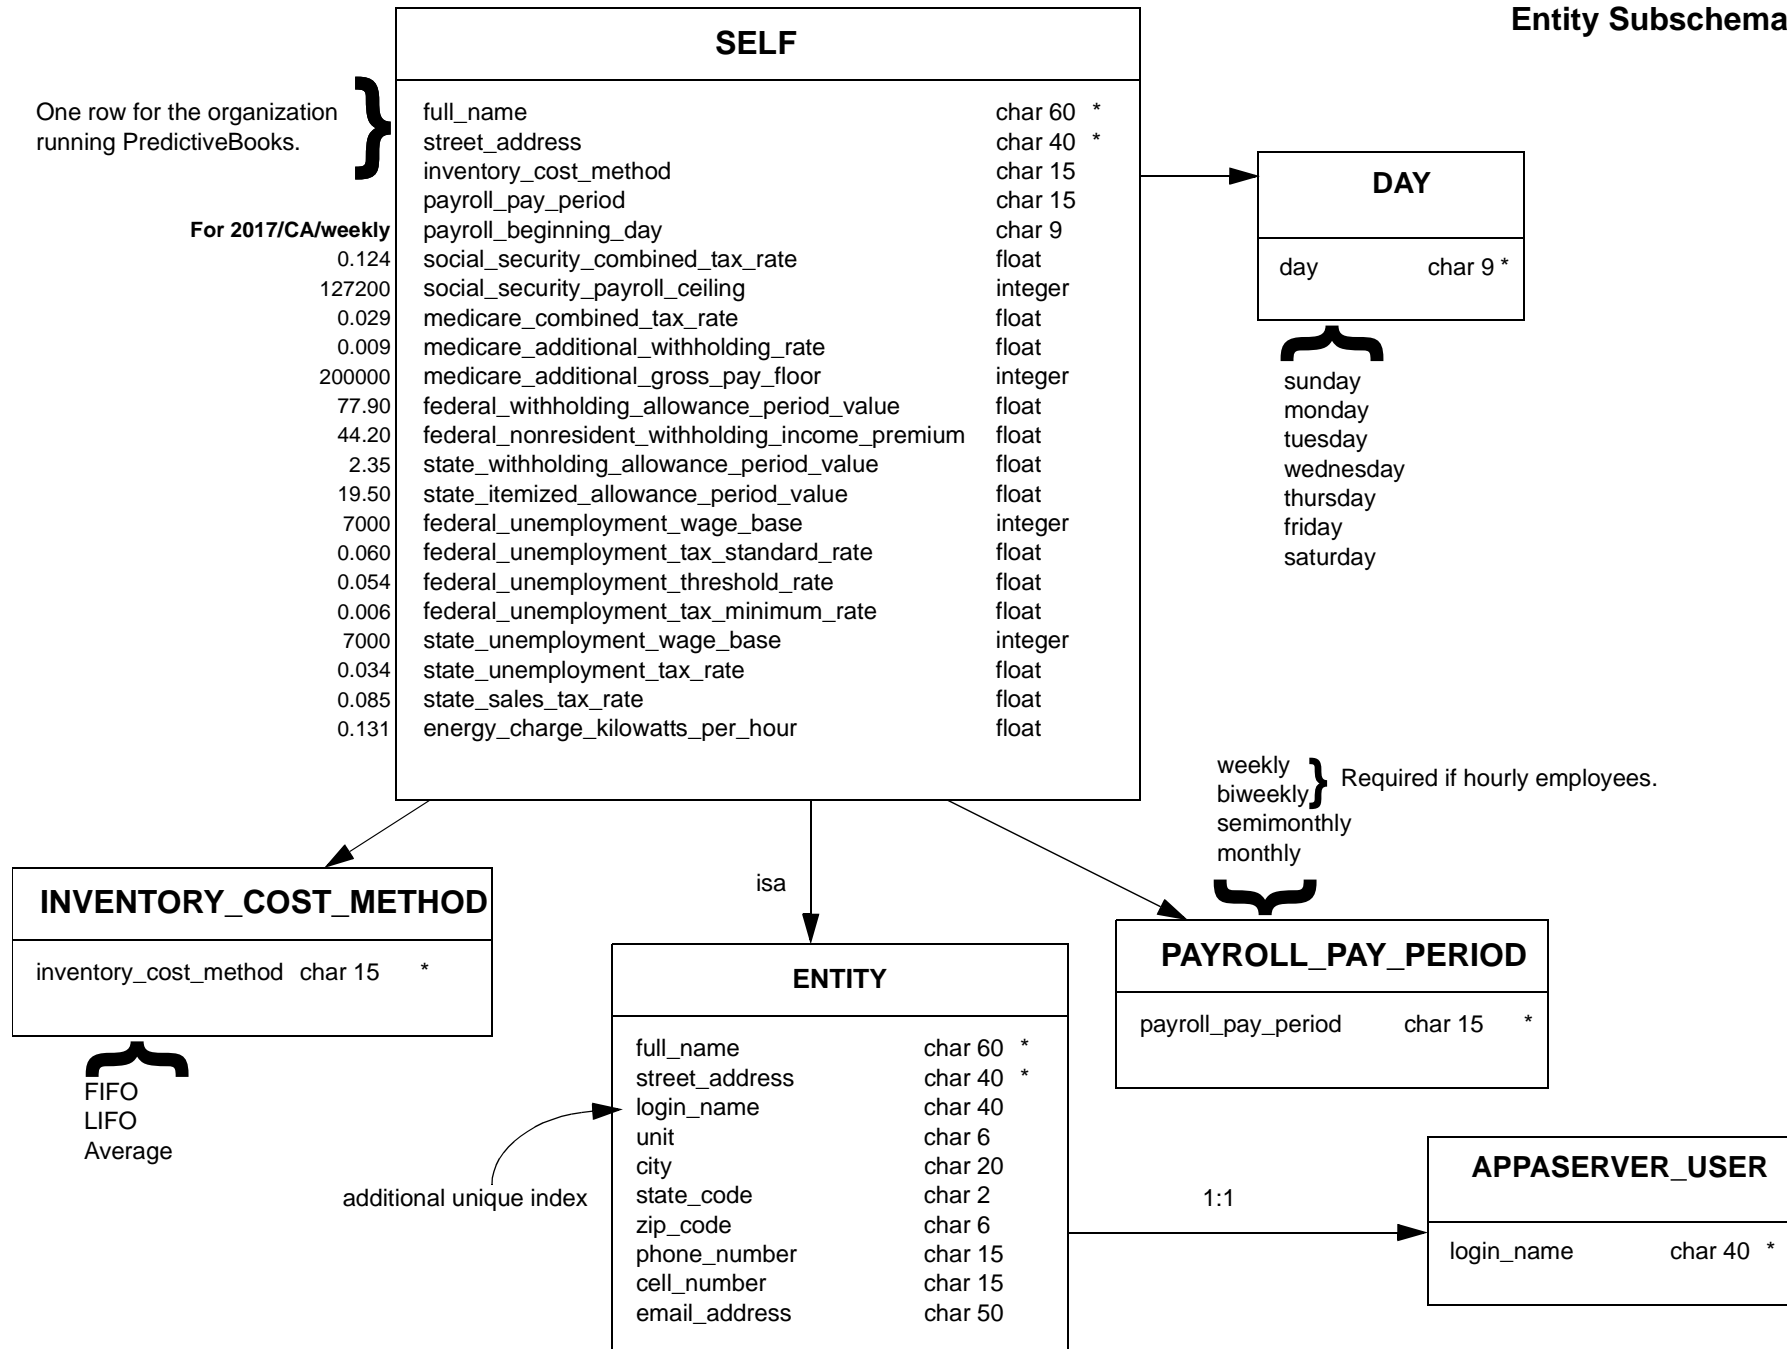 Entity Subschema
SELF
One row for the organization
running PredictiveBooks.
full_name char 60 *
street_address char 40 *
inventory_cost_method char 15
payroll_pay_period char 15
For 2017/CA/weekly payroll_beginning_day char 9
0.124 social_security_combined_tax_rate float
127200 social_security_payroll_ceiling integer
0.029 medicare_combined_tax_rate float
0.009 medicare_additional_withholding_rate float
200000 medicare_additional_gross_pay_floor integer
77.90 federal_withholding_allowance_period_value float
44.20 federal_nonresident_withholding_income_premium float
2.35 state_withholding_allowance_period_value float
19.50 state_itemized_allowance_period_value float
7000 federal_unemployment_wage_base integer
0.060 federal_unemployment_tax_standard_rate float
0.054 federal_unemployment_threshold_rate float
0.006 federal_unemployment_tax_minimum_rate float
7000 state_unemployment_wage_base integer
0.034 state_unemployment_tax_rate float
0.085 state_sales_tax_rate float
0.131 energy_charge_kilowatts_per_hour float
DAY
day char 9 *
sunday
monday
tuesday
wednesday
thursday
friday
saturday
weekly
biweekly
Required if hourly employees.
semimonthly
monthly
PAYROLL_PAY_PERIOD
payroll_pay_period char 15 *
INVENTORY_COST_METHOD
inventory_cost_method char 15 *
FIFO
LIFO
Average
isa
ENTITY
full_name char 60 *
street_address char 40 *
login_name char 40
unit char 6
city char 20
state_code char 2
zip_code char 6
phone_number char 15
cell_number char 15
email_address char 50
additional unique index
1:1
APPASERVER_USER
login_name char 40 *